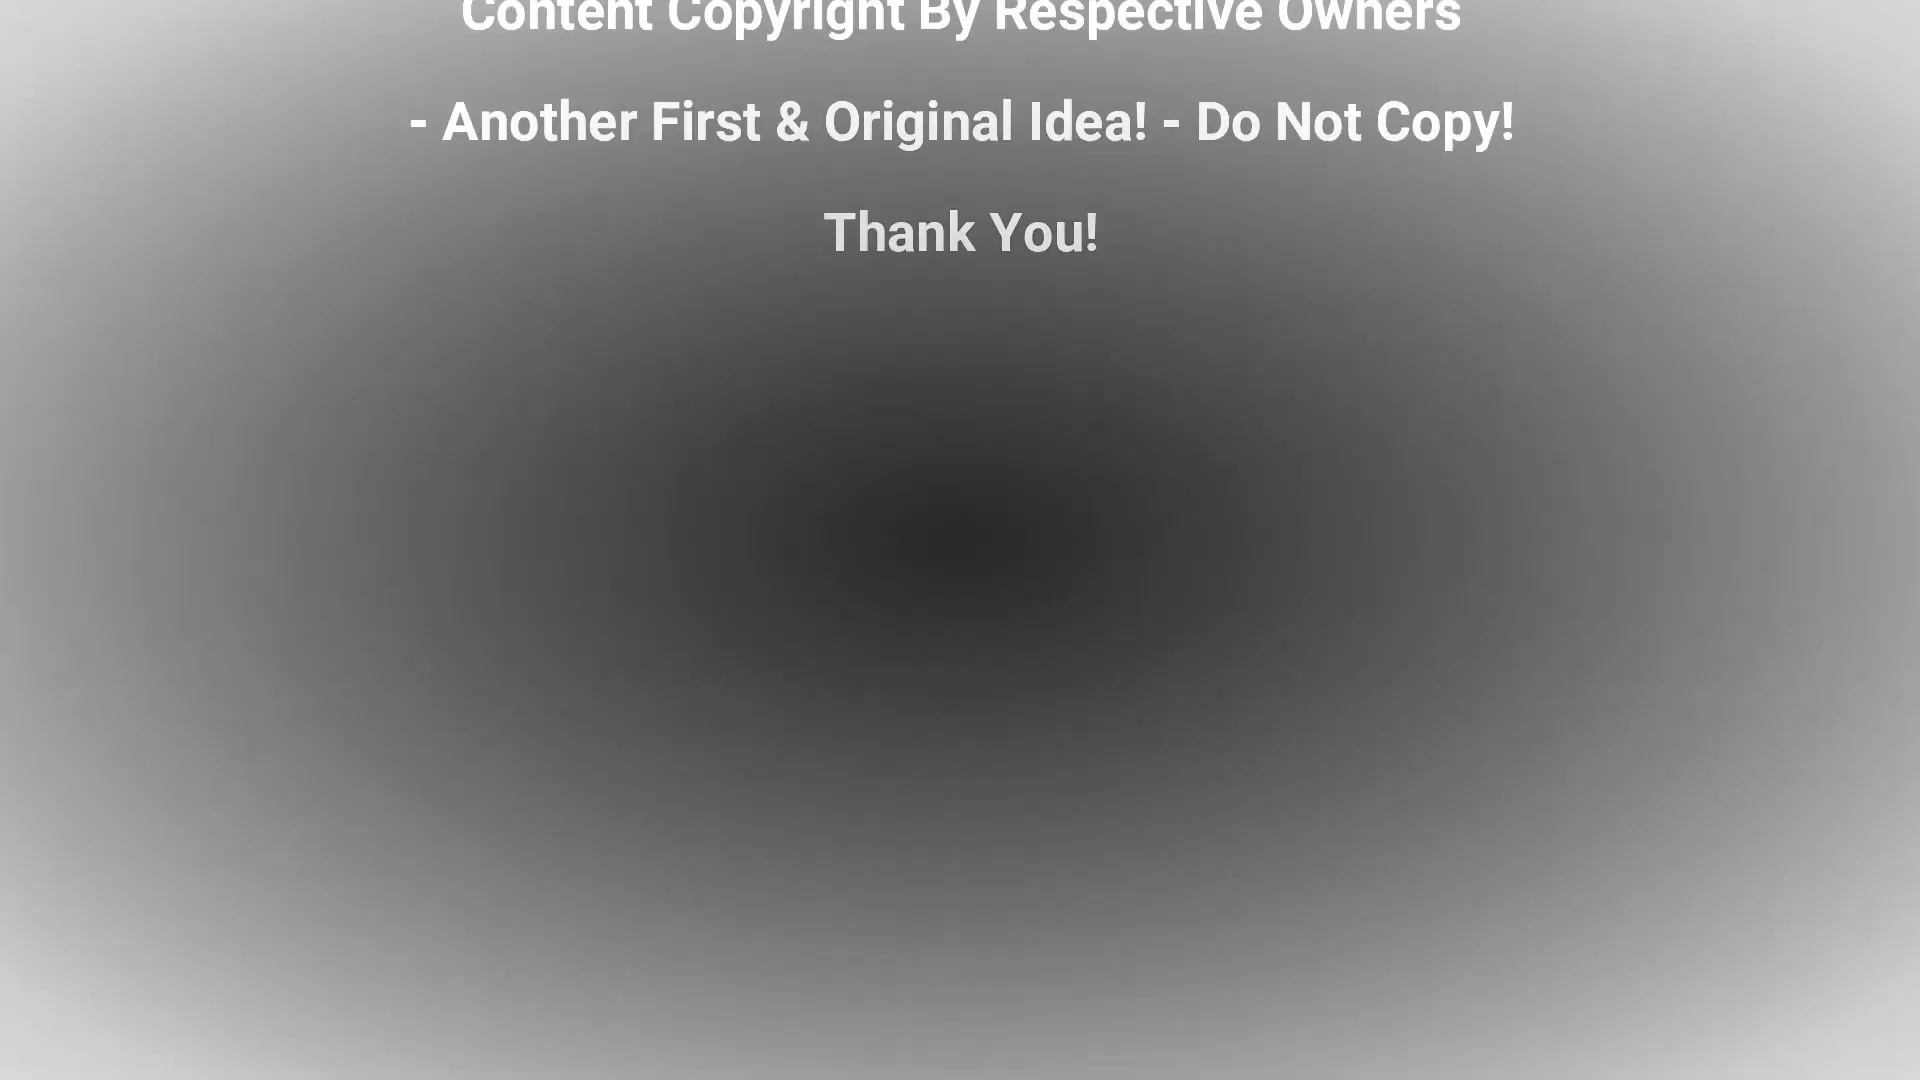 Content Copyright By Respective Owners
- Another First & Original Idea! - Do Not Copy!
Thank You!